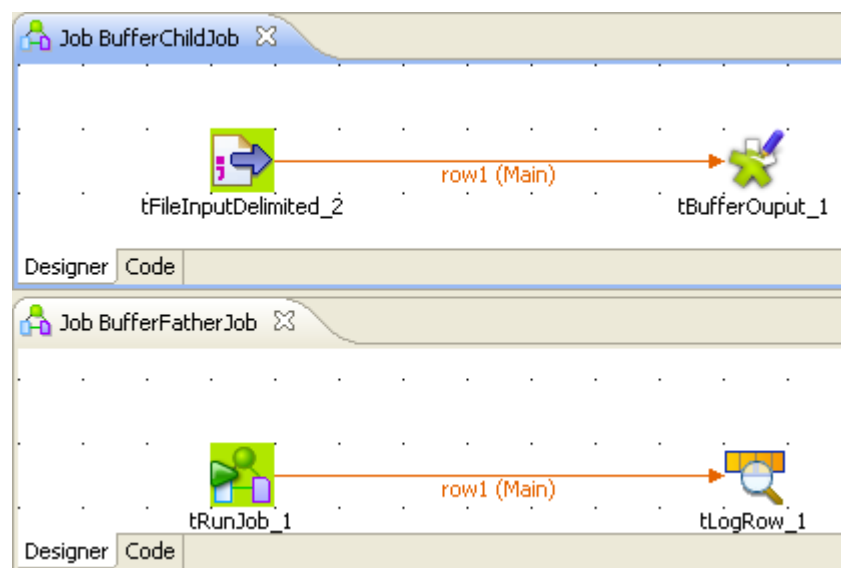 Job BufferChildJob
row1 (Main)
tFileInputDelimited_2
tBufferOuput_1
Designer Code
Job BufferFatherJob
row1 (Main)
tRunJob_1
tLogRow_1
Designer Code